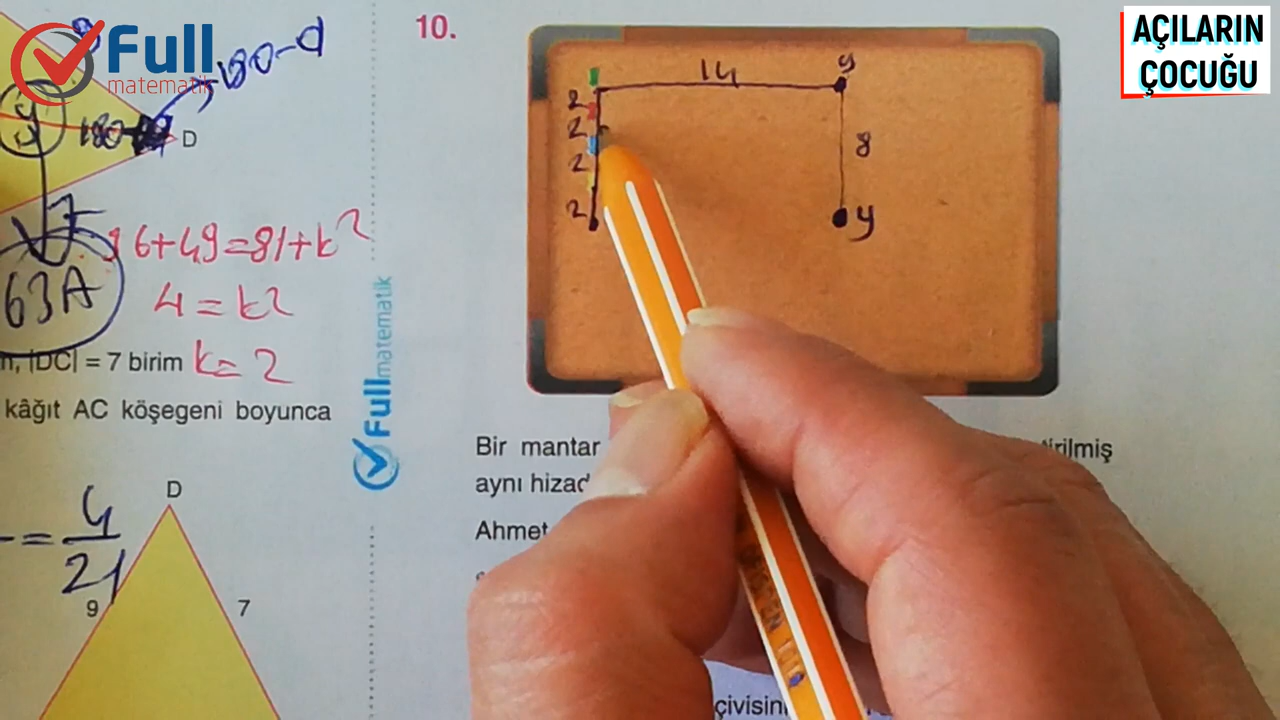 Full
matematik
180-d
180-
D
63A
96+49=81+k²
4=k²
|DC| = 7 birim k=2
kâğıt AC köşegeni boyunca
D
= 4/21
9
7
Full matematik
10.
14
y
2
2
2
2
8
y
Bir mantar
tirilmiş
aynı
Ahmet
çivisin
AÇILARIN
ÇOCUĞU